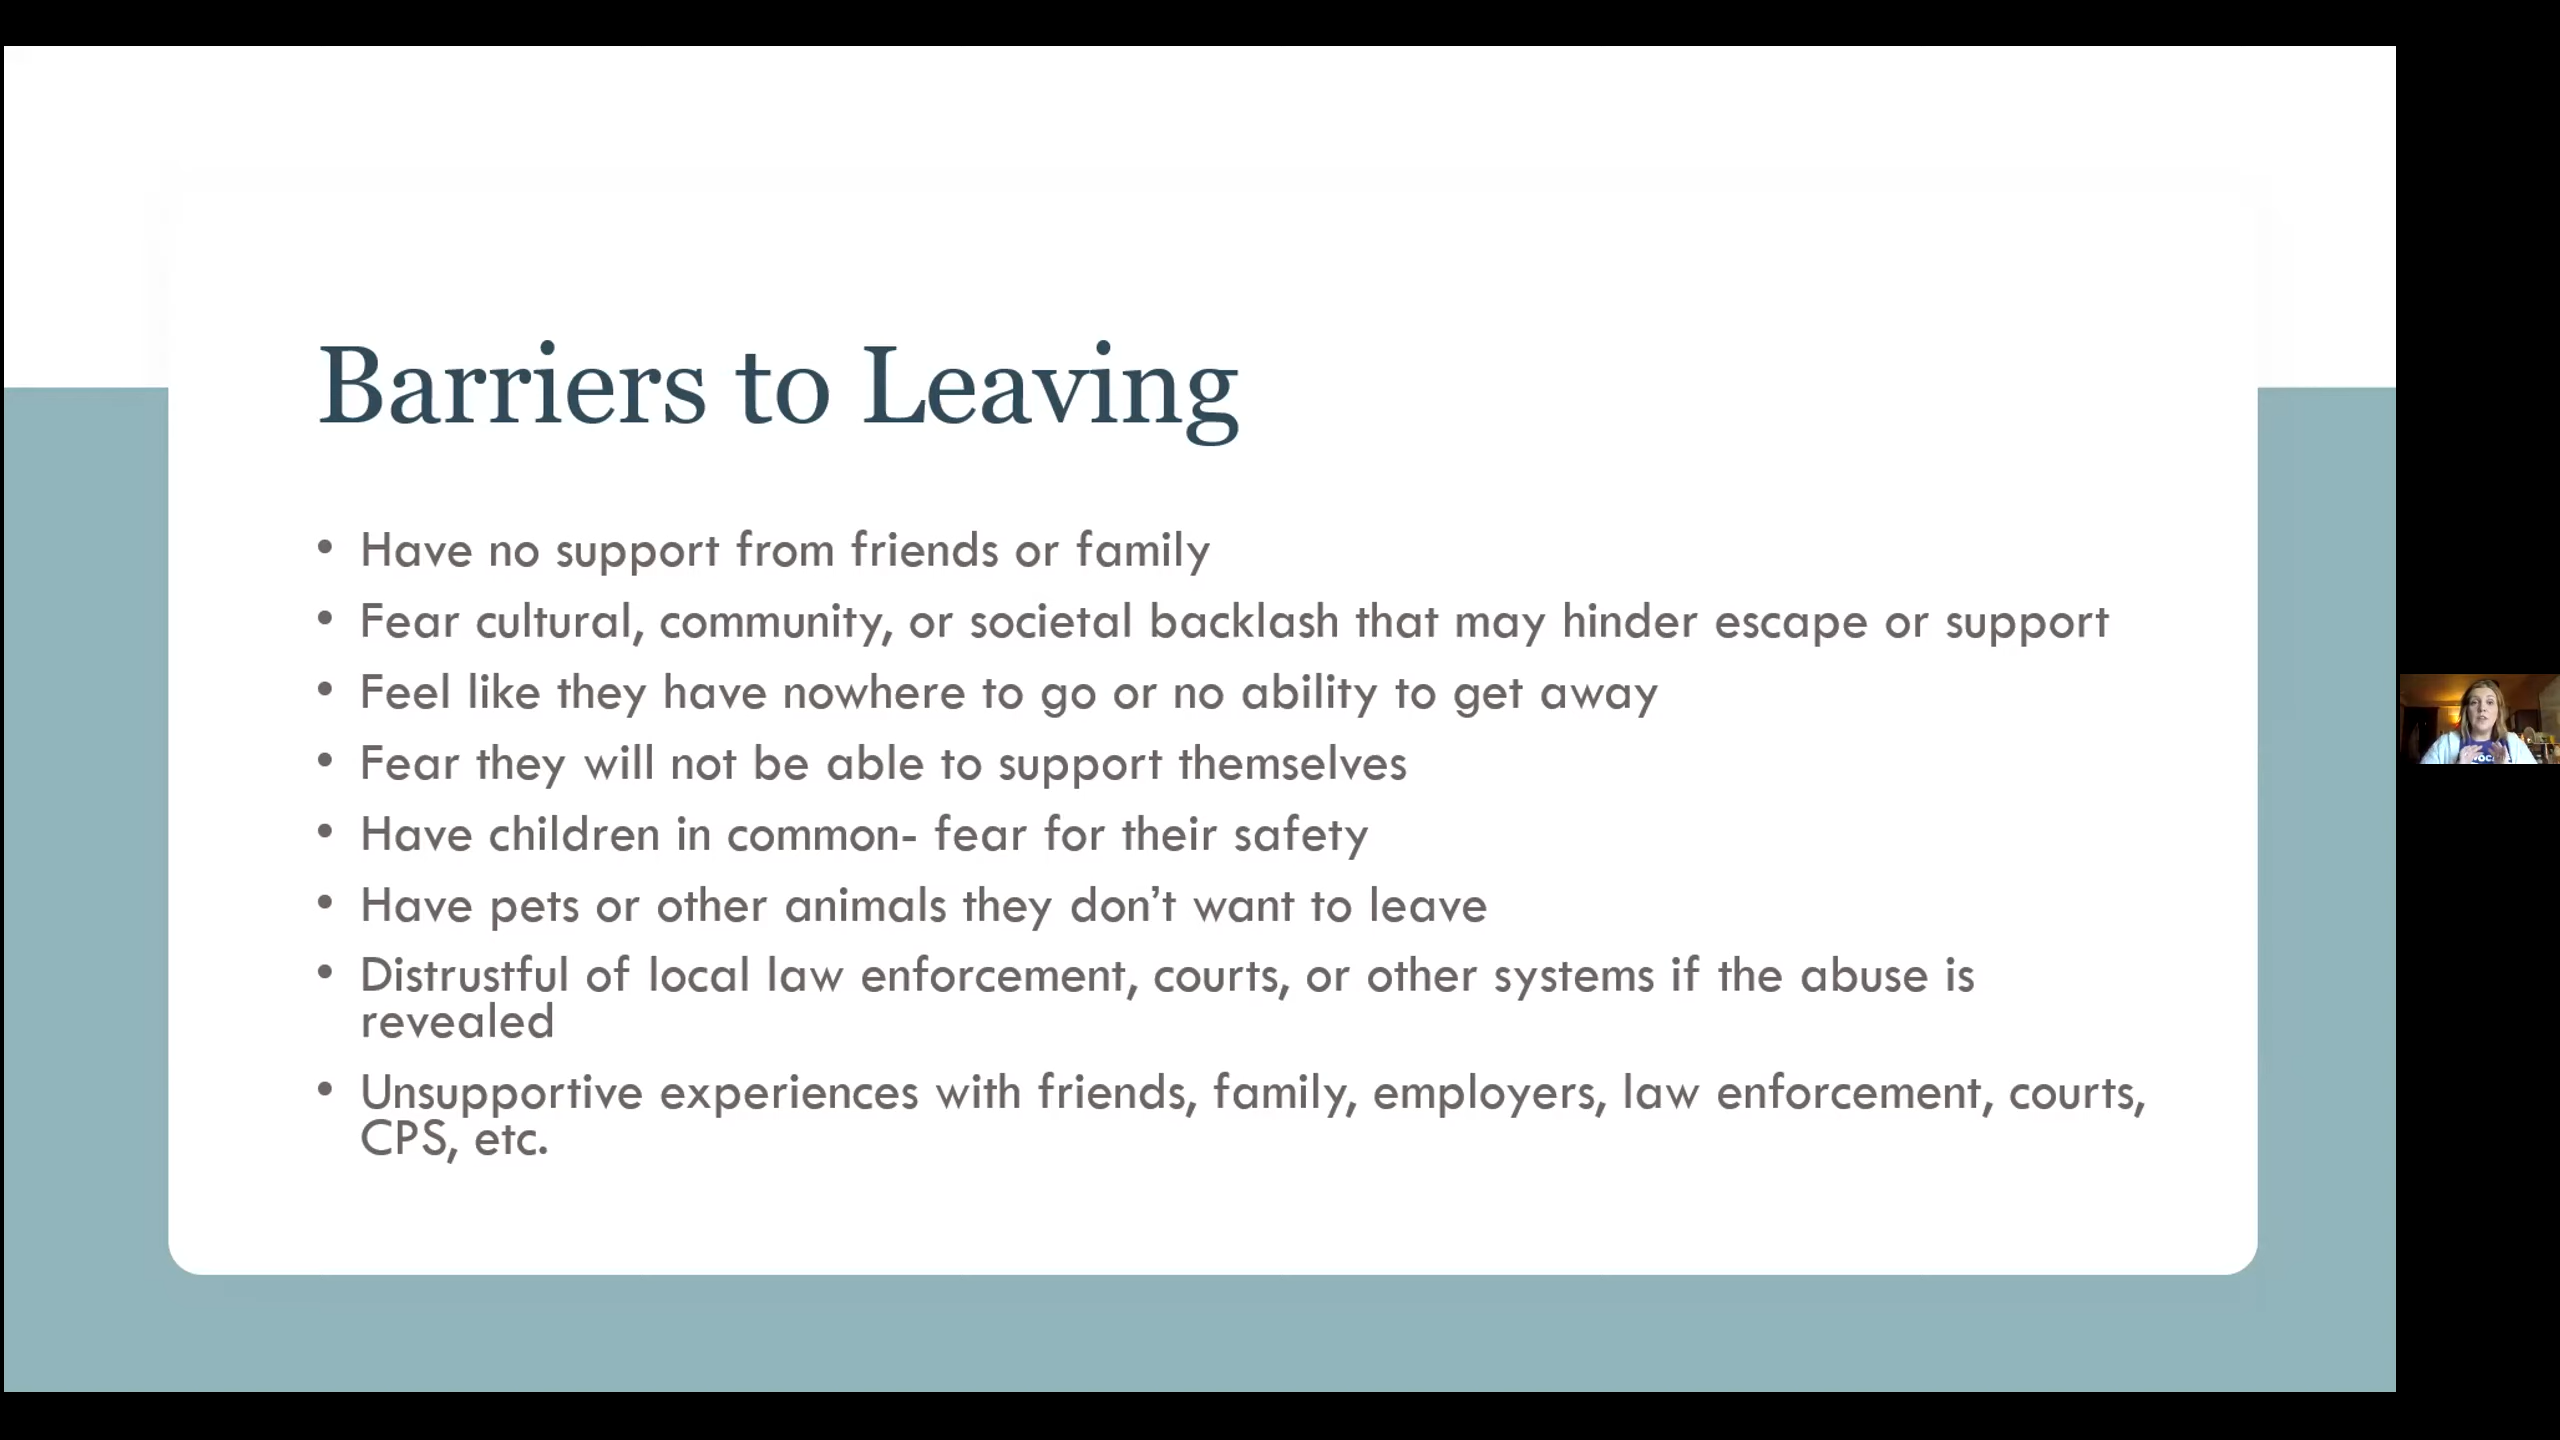 Barriers to Leaving
• Have no support from friends or family
• Fear cultural, community, or societal backlash that may hinder escape or support
• Feel like they have nowhere to go or no ability to get away
• Fear they will not be able to support themselves
• Have children in common- fear for their safety
• Have pets or other animals they don’t want to leave
• Distrustful of local law enforcement, courts, or other systems if the abuse is
revealed
• Unsupportive experiences with friends, family, employers, law enforcement, courts,
CPS, etc.